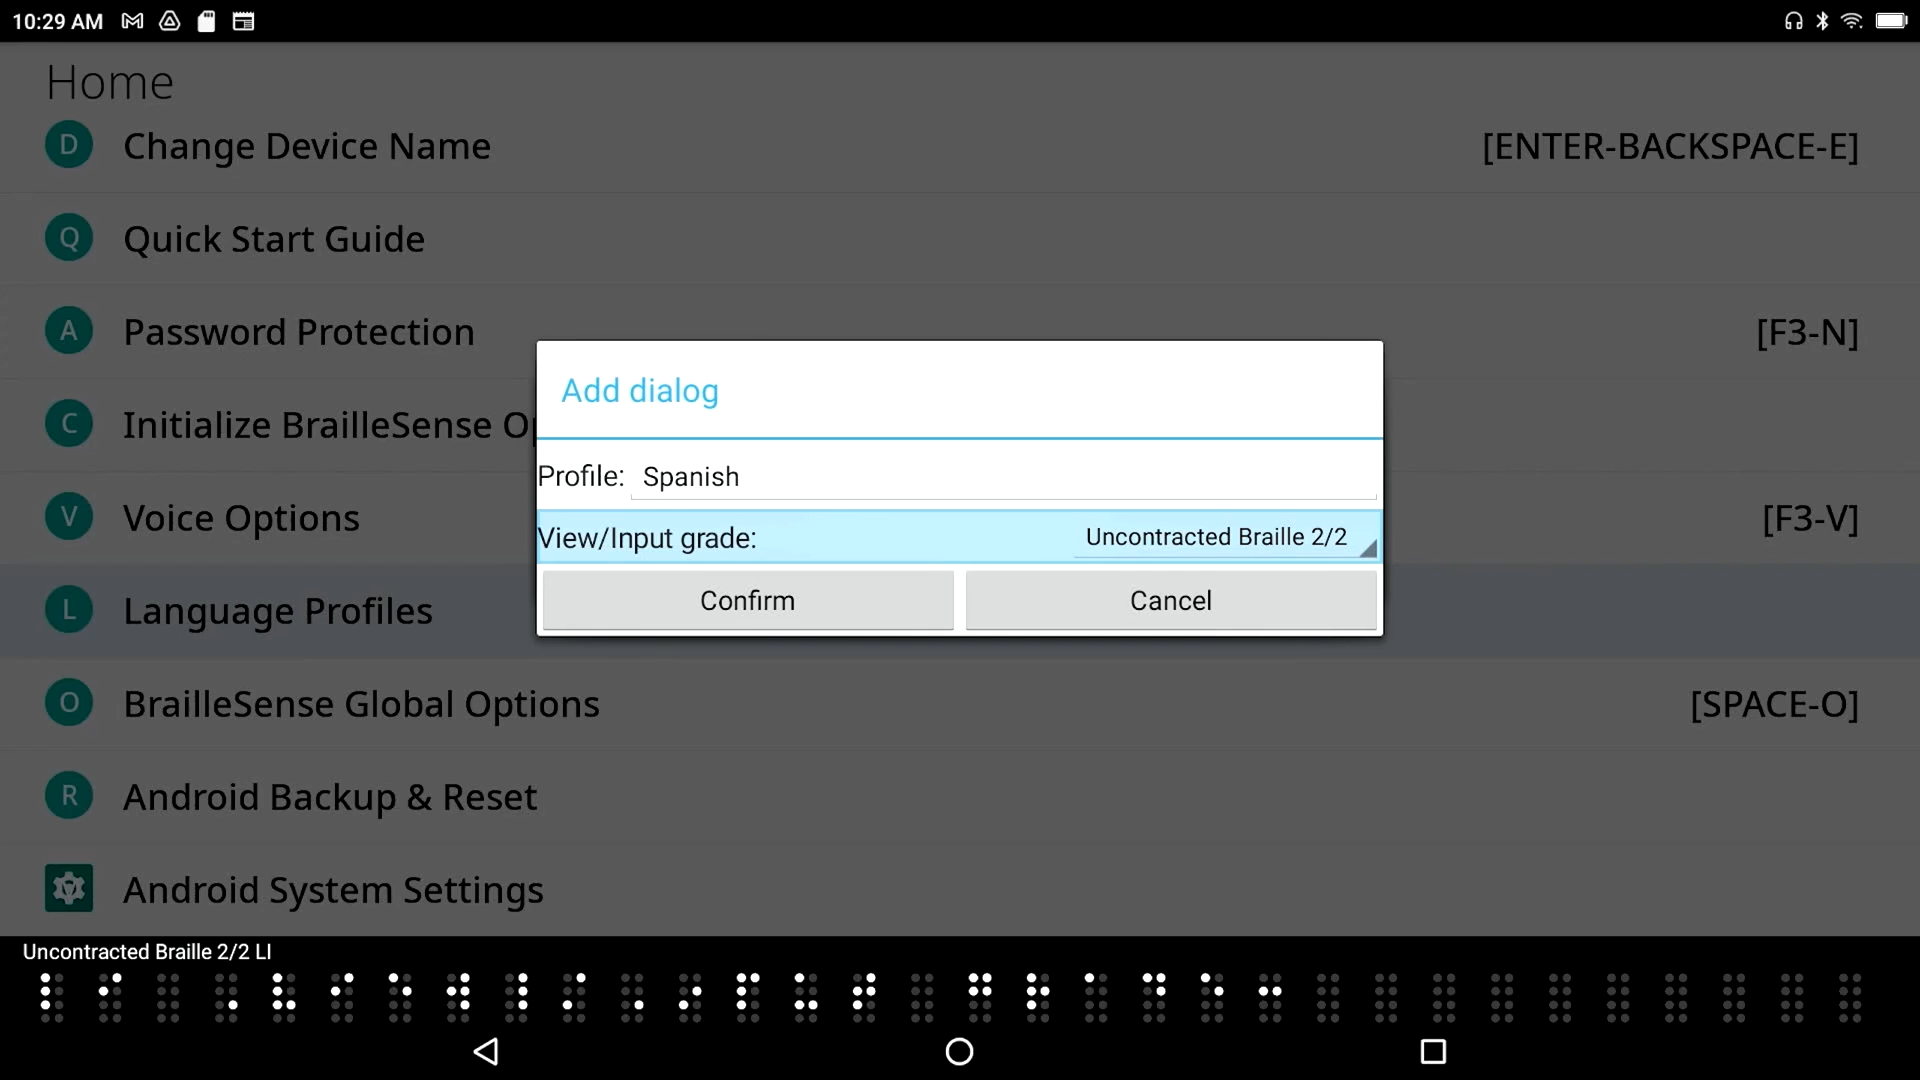 10:29 AM
Home
D Change Device Name [ENTER-BACKSPACE-E]
Q Quick Start Guide
A Password Protection [F3-N]
C Initialize BrailleSense O
V Voice Options [F3-V]
L Language Profiles
O BrailleSense Global Options [SPACE-O]
R Android Backup & Reset
Android System Settings
Add dialog
Profile: Spanish
View/Input grade: Uncontracted Braille 2/2
Confirm Cancel
Uncontracted Braille 2/2 LI